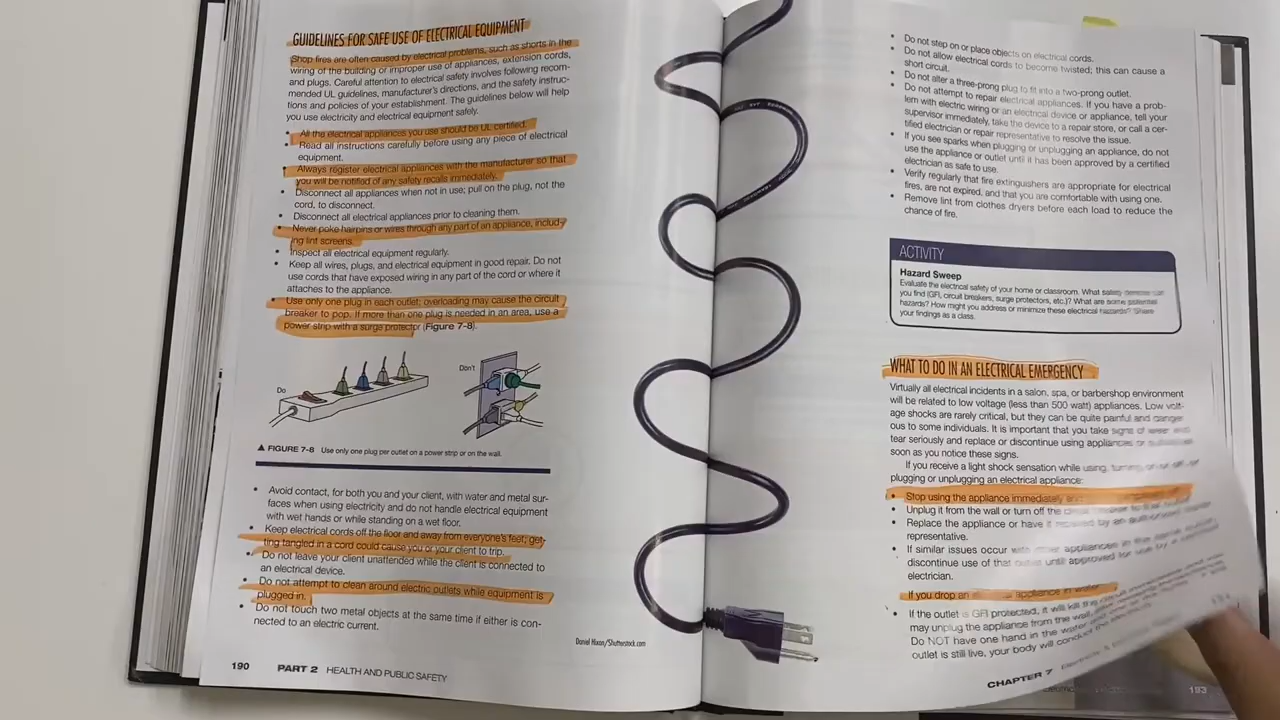 GUIDELINES FOR SAFE USE OF ELECTRICAL EQUIPMENT
Shop fires are often caused by electrical problems, such as shorts in the
wiring of the building or improper use of appliances, extension cords,
and plugs. Careful attention to electrical safety involves following recom-
mended UL guidelines, manufacturer's directions, and the safety instruc-
tions and policies of your establishment. The guidelines below will help
you use electricity and electrical equipment safely.
• All the electrical appliances you use should be UL certified.
• Read all instructions carefully before using any piece of electrical
equipment.
• Always register electrical appliances with the manufacturer so that
you will be notified of any safety recalls immediately.
• Disconnect all appliances when not in use; pull on the plug, not the
cord, to disconnect.
• Disconnect all electrical appliances prior to cleaning them.
• Never poke hairpins or wires through any part of an appliance, includ-
ing lint screens.
• Inspect all electrical equipment regularly.
• Keep all wires, plugs, and electrical equipment in good repair. Do not
use cords that have exposed wiring in any part of the cord or where it
attaches to the appliance.
• Use only one plug in each outlet; overloading may cause the circuit
breaker to pop. If more than one plug is needed in an area, use a
power strip with a surge protector (Figure 7-8).
Do
Don't
▲ FIGURE 7-8 Use only one plug per outlet on a power strip or on the wall.
• Avoid contact, for both you and your client, with water and metal sur-
faces when using electricity and do not handle electrical equipment
with wet hands or while standing on a wet floor.
• Keep electrical cords off the floor and away from everyone's feet; get-
ting tangled in a cord could cause you or your client to trip.
• Do not leave your client unattended while the client is connected to
an electrical device.
• Do not attempt to clean around electric outlets while equipment is
plugged in.
• Do not touch two metal objects at the same time if either is con-
nected to an electric current.
Daniel Hixon/Shutterstock.com
190 PART 2 HEALTH AND PUBLIC SAFETY
• Do not step on or place objects on electrical cords.
• Do not allow electrical cords to become twisted; this can cause a
short circuit.
• Do not alter a three-prong plug to fit into a two-prong outlet.
• Do not attempt to repair electrical appliances. If you have a prob-
lem with electric wiring or an electrical device or appliance, tell your
supervisor immediately, take the device to a repair store, or call a cer-
tified electrician or repair representative to resolve the issue.
• If you see sparks when plugging or unplugging an appliance, do not
use the appliance or outlet until it has been approved by a certified
electrician as safe to use.
• Verify regularly that fire extinguishers are appropriate for electrical
fires, are not expired, and that you are comfortable with using one.
• Remove lint from clothes dryers before each load to reduce the
chance of fire.
ACTIVITY
Hazard Sweep
Evaluate the electrical safety of your home or classroom. What safety devices can
you find (GFI, circuit breakers, surge protectors, etc.)? What are some potential
hazards? How might you address or minimize these electrical hazards? Share
your findings as a class.
WHAT TO DO IN AN ELECTRICAL EMERGENCY
Virtually all electrical incidents in a salon, spa, or barbershop environment
will be related to low voltage (less than 500 watt) appliances. Low volt-
age shocks are rarely critical, but they can be quite painful and danger
ous to some individuals. It is important that you take signs of wear and
tear seriously and replace or discontinue using appliances or
soon as you notice these signs.
If you receive a light shock sensation while using, turning on or off, or
plugging or unplugging an electrical appliance:
• Stop using the appliance immediately and
• Unplug it from the wall or turn off the
• Replace the appliance or have it repaired by an
representative.
• If similar issues occur with other appliances in the
discontinue use of that outlet until approved for use by a
electrician.
If you drop an appliance in water
• If the outlet is GFI protected, it will kill the
may unplug the appliance from the wall
Do NOT have one hand in the water and
outlet is still live, your body will conduct the
CHAPTER 7
193